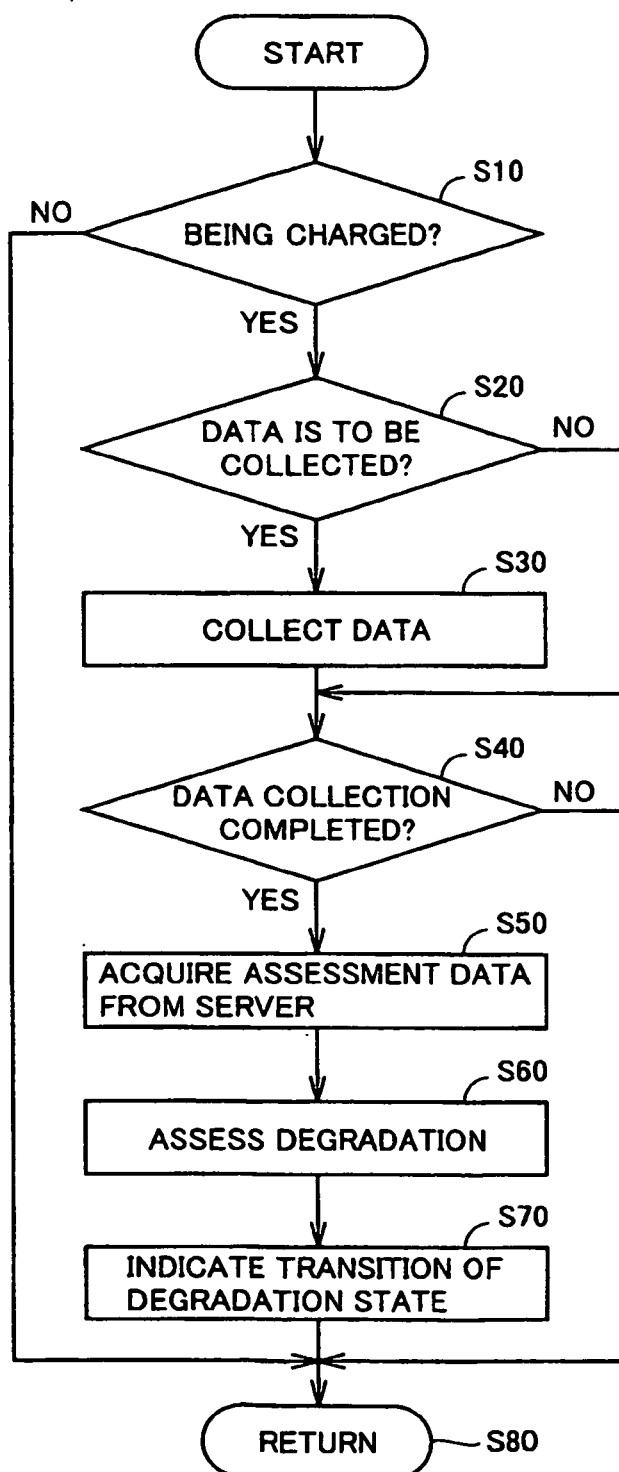 START
S10
NO
BEING CHARGED?
YES
S20
DATA IS TO BE
COLLECTED?
NO
YES
S30
COLLECT DATA
S40
DATA COLLECTION
COMPLETED?
NO
YES
S50
ACQUIRE ASSESSMENT DATA
FROM SERVER
S60
ASSESS DEGRADATION
S70
INDICATE TRANSITION OF
DEGRADATION STATE
RETURN
S80